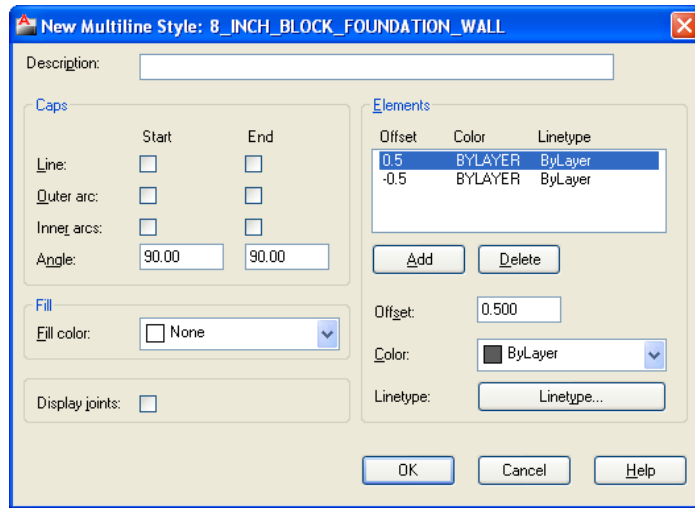 New Multiline Style: 8_INCH_BLOCK_FOUNDATION_WALL
Description:
Caps
Start End
Line:
Outer arc:
Inner arcs:
Angle: 90.00 90.00
Fill
Fill color: None
Display joints:
Elements
Offset Color Linetype
0.5 BYLAYER ByLayer
-0.5 BYLAYER ByLayer
Add Delete
Offset: 0.500
Color: ByLayer
Linetype: Linetype...
OK Cancel Help